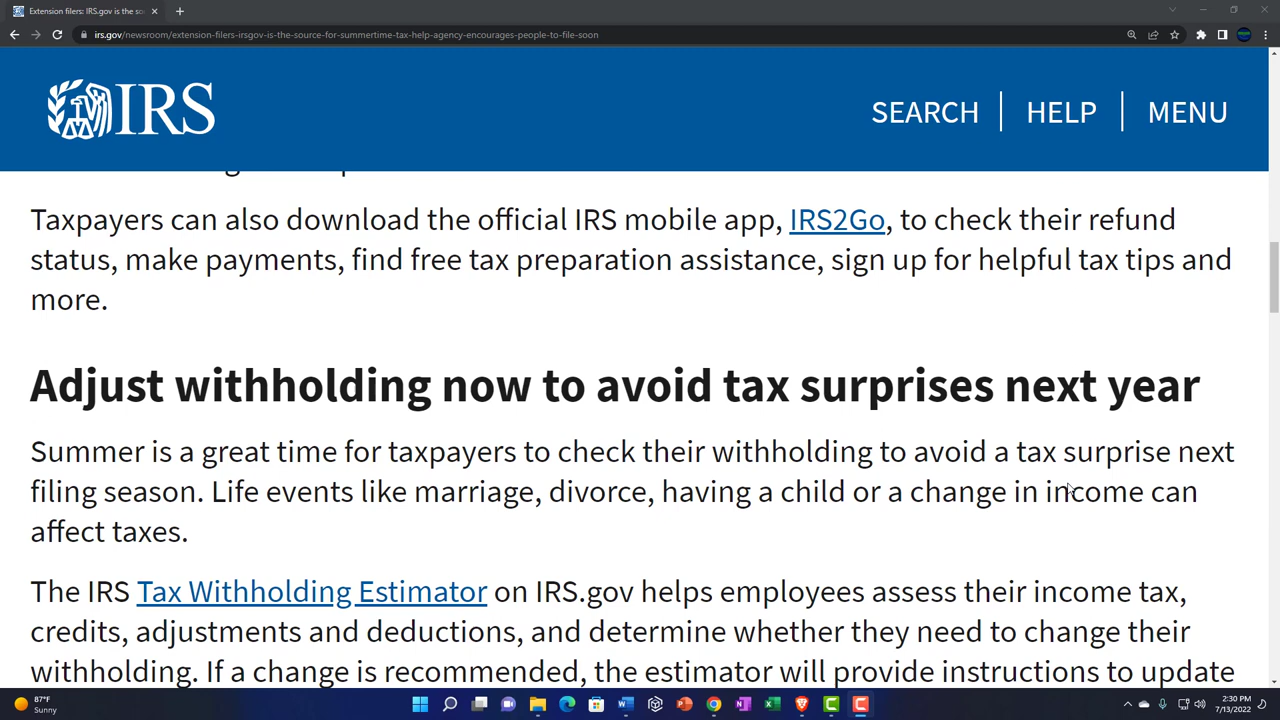 Extension filers: IRS.gov is the so
irs.gov/newsroom/extension-filers-irsgov-is-the-source-for-summertime-tax-help-agency-encourages-people-to-file-soon
IRS
SEARCH
HELP
MENU
Taxpayers can also download the official IRS mobile app, IRS2Go, to check their refund
status, make payments, find free tax preparation assistance, sign up for helpful tax tips and
more.
Adjust withholding now to avoid tax surprises next year
Summer is a great time for taxpayers to check their withholding to avoid a tax surprise next
filing season. Life events like marriage, divorce, having a child or a change in income can
affect taxes.
The IRS Tax Withholding Estimator on IRS.gov helps employees assess their income tax,
credits, adjustments and deductions, and determine whether they need to change their
withholding. If a change is recommended, the estimator will provide instructions to update
87°F
Sunny
2:30 PM
7/13/2022